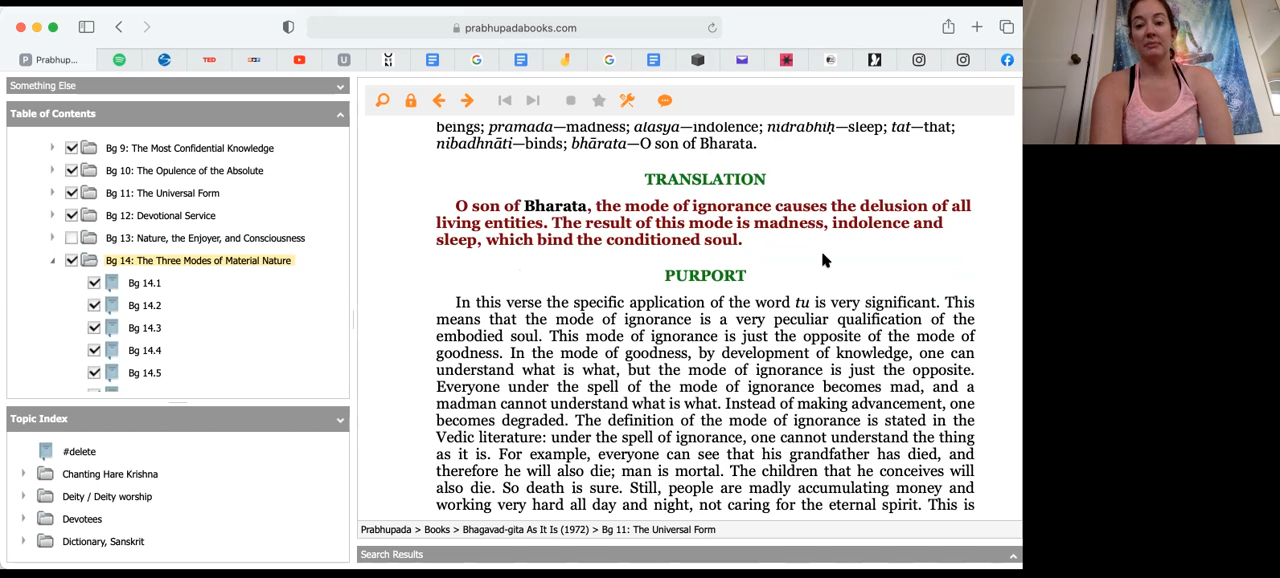 prabhupadabooks.com
Prabhup...
TED
U
Something Else
Table of Contents
Bg 9: The Most Confidential Knowledge
Bg 10: The Opulence of the Absolute
Bg 11: The Universal Form
Bg 12: Devotional Service
Bg 13: Nature, the Enjoyer, and Consciousness
Bg 14: The Three Modes of Material Nature
Bg 14.1
Bg 14.2
Bg 14.3
Bg 14.4
Bg 14.5
Topic Index
#delete
Chanting Hare Krishna
Deity / Deity worship
Devotees
Dictionary, Sanskrit
beings; pramada—madness; alasya—indolence; nidrabhiḥ—sleep; tat—that;
nibadhnāti—binds; bhārata—O son of Bharata.
TRANSLATION
O son of Bharata, the mode of ignorance causes the delusion of all
living entities. The result of this mode is madness, indolence and
sleep, which bind the conditioned soul.
PURPORT
In this verse the specific application of the word tu is very significant. This
means that the mode of ignorance is a very peculiar qualification of the
embodied soul. This mode of ignorance is just the opposite of the mode of
goodness. In the mode of goodness, by development of knowledge, one can
understand what is what, but the mode of ignorance is just the opposite.
Everyone under the spell of the mode of ignorance becomes mad, and a
madman cannot understand what is what. Instead of making advancement, one
becomes degraded. The definition of the mode of ignorance is stated in the
Vedic literature: under the spell of ignorance, one cannot understand the thing
as it is. For example, everyone can see that his grandfather has died, and
therefore he will also die; man is mortal. The children that he conceives will
also die. So death is sure. Still, people are madly accumulating money and
working very hard all day and night, not caring for the eternal spirit. This is
Prabhupada > Books > Bhagavad-gita As It Is (1972) > Bg 11: The Universal Form
Search Results